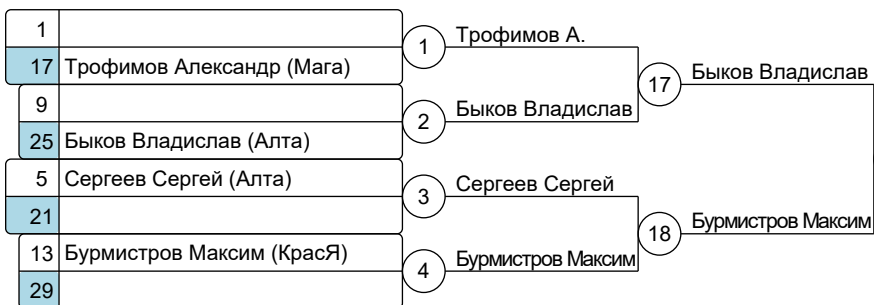 1
17 Трофимов Александр (Мага)
1
Трофимов А.
9
25 Быков Владислав (Алта)
2
Быков Владислав
17
Быков Владислав
5 Сергеев Сергей (Алта)
21
3
Сергеев Сергей
13 Бурмистров Максим (КрасЯ)
29
4
Бурмистров Максим
18
Бурмистров Максим